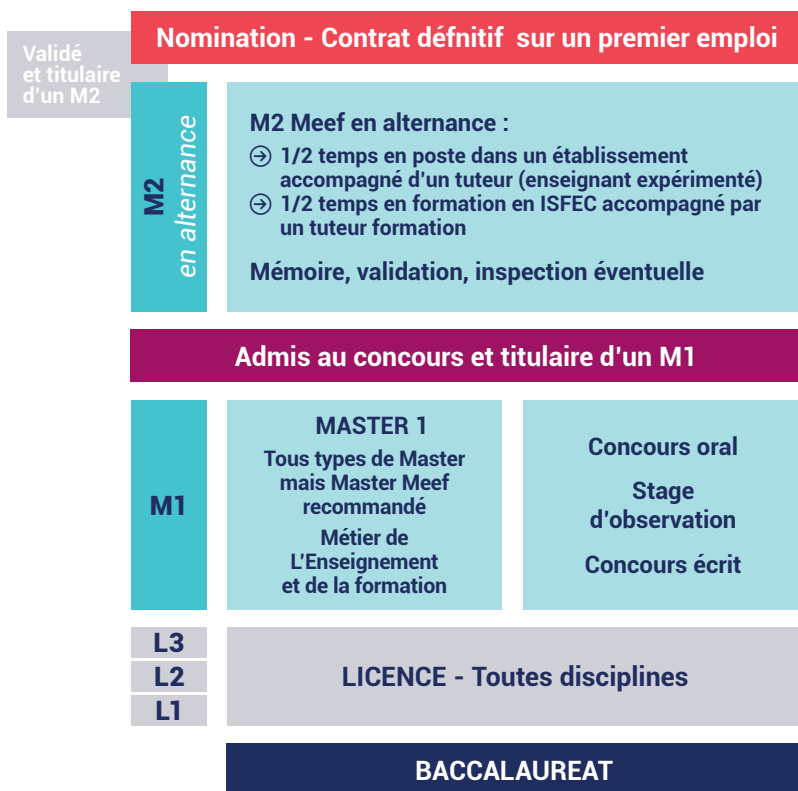 Nomination - Contrat défnitif sur un premier emploi
Validé
et titulaire
d'un M2
M2
en alternance
M2 Meef en alternance :
1/2 temps en poste dans un établissement
accompagné d'un tuteur (enseignant expérimenté)
1/2 temps en formation en ISFEC accompagné par
un tuteur formation
Mémoire, validation, inspection éventuelle
Admis au concours et titulaire d'un M1
M1
MASTER 1
Tous types de Master
mais Master Meef
recommandé
Métier de
L'Enseignement
et de la formation
Concours oral
Stage
d'observation
Concours écrit
L3
L2
L1
LICENCE - Toutes disciplines
BACCALAUREAT